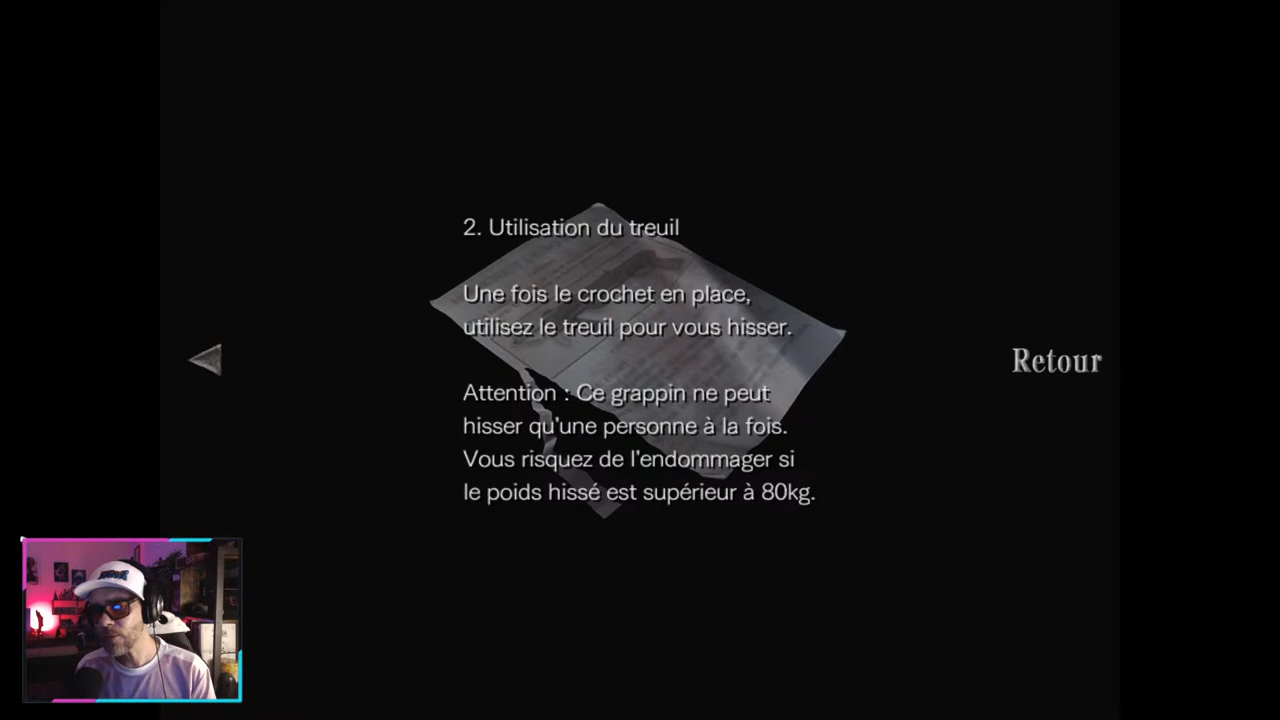 2. Utilisation du treuil
Une fois le crochet en place,
utilisez le treuil pour vous hisser.
Attention : Ce grappin ne peut
hisser qu'une personne à la fois.
Vous risquez de l'endommager si
le poids hissé est supérieur à 80kg.
Retour